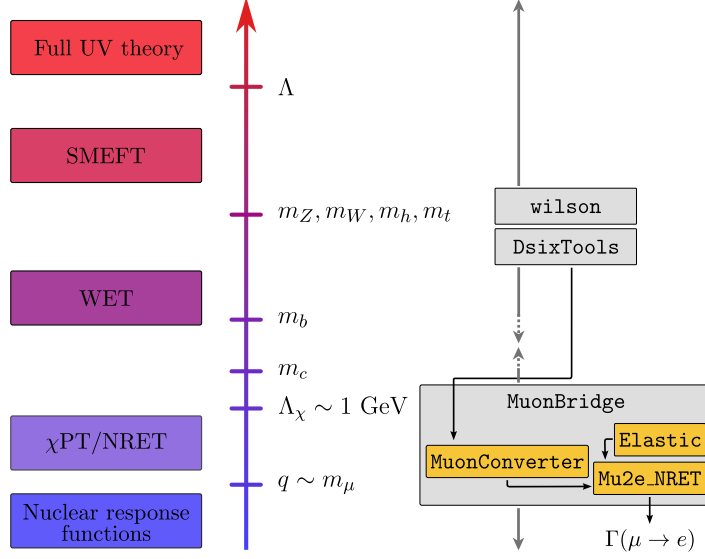 Full UV theory
SMEFT
WET
χPT/NRET
Nuclear response
functions
Λ
m_Z, m_W, m_h, m_t
m_b
m_c
Λ_χ ∼ 1 GeV
q ∼ m_μ
wilson
DsixTools
MuonBridge
Elastic
MuonConverter
Mu2e_NRET
Γ(μ → e)